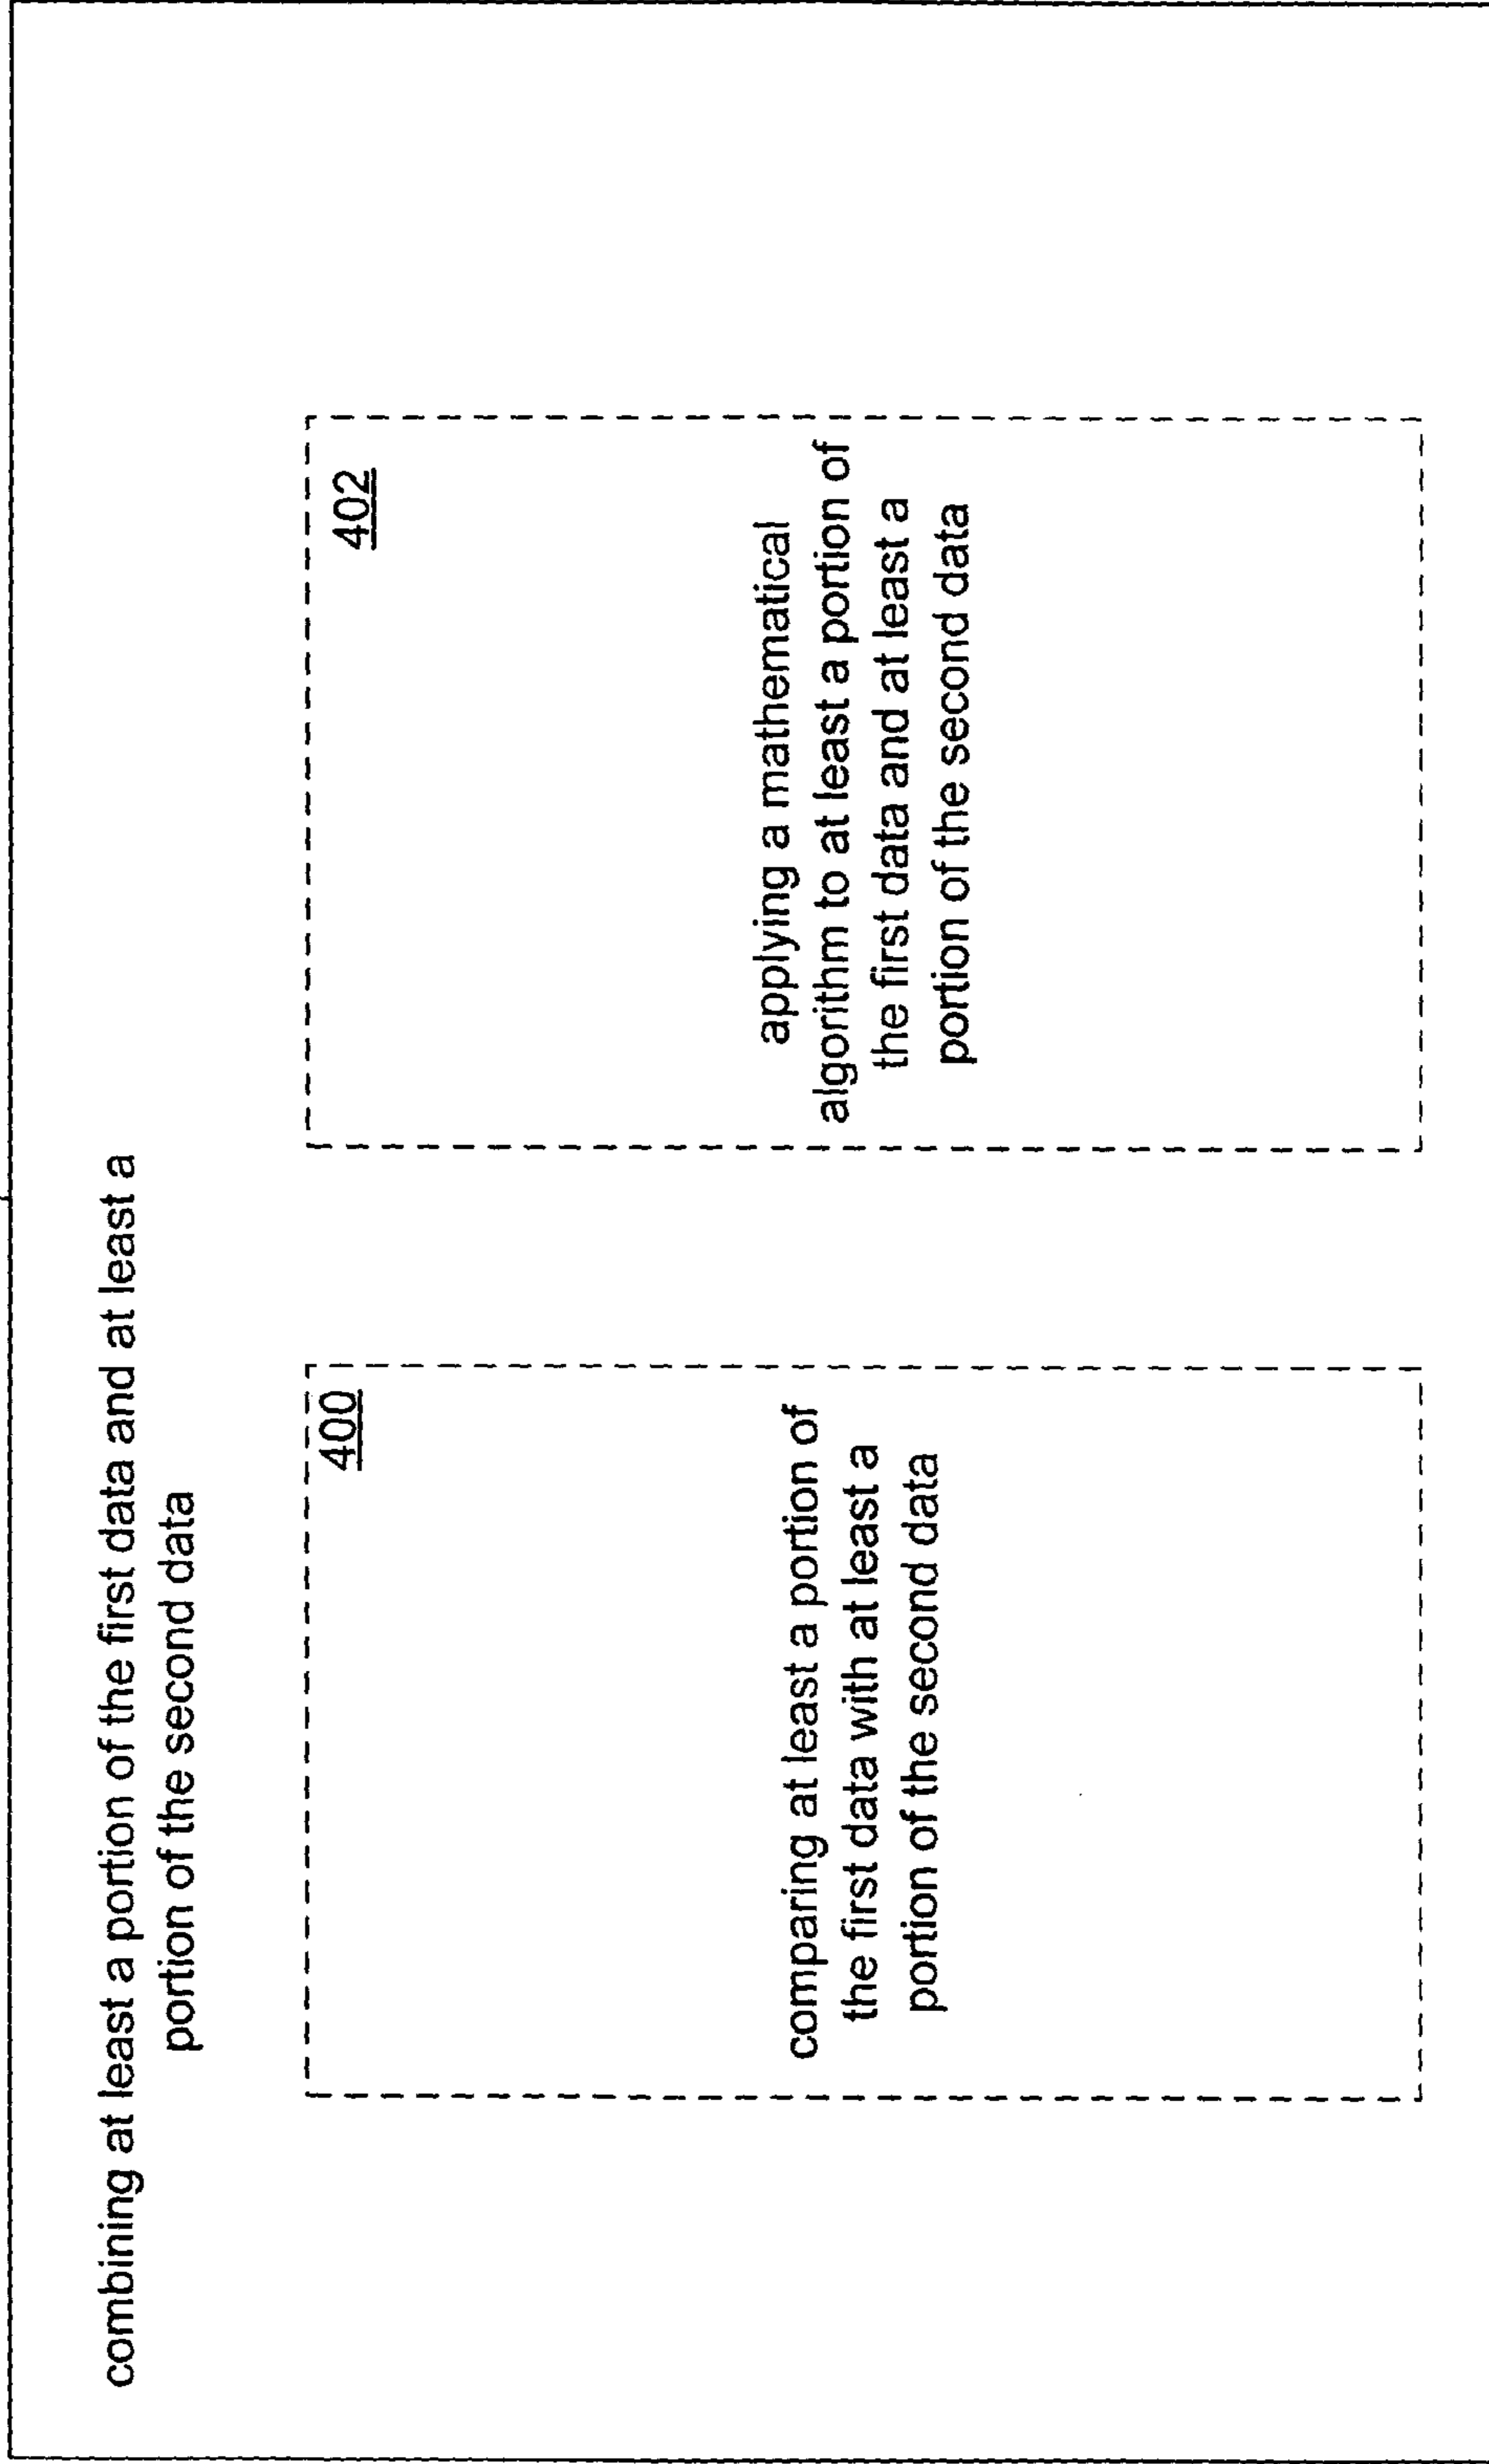 combining at least a portion of the first data and at least a
portion of the second data
400
comparing at least a portion of
the first data with at least a
portion of the second data
402
applying a mathematical
algorithm to at least a portion of
the first data and at least a
portion of the second data